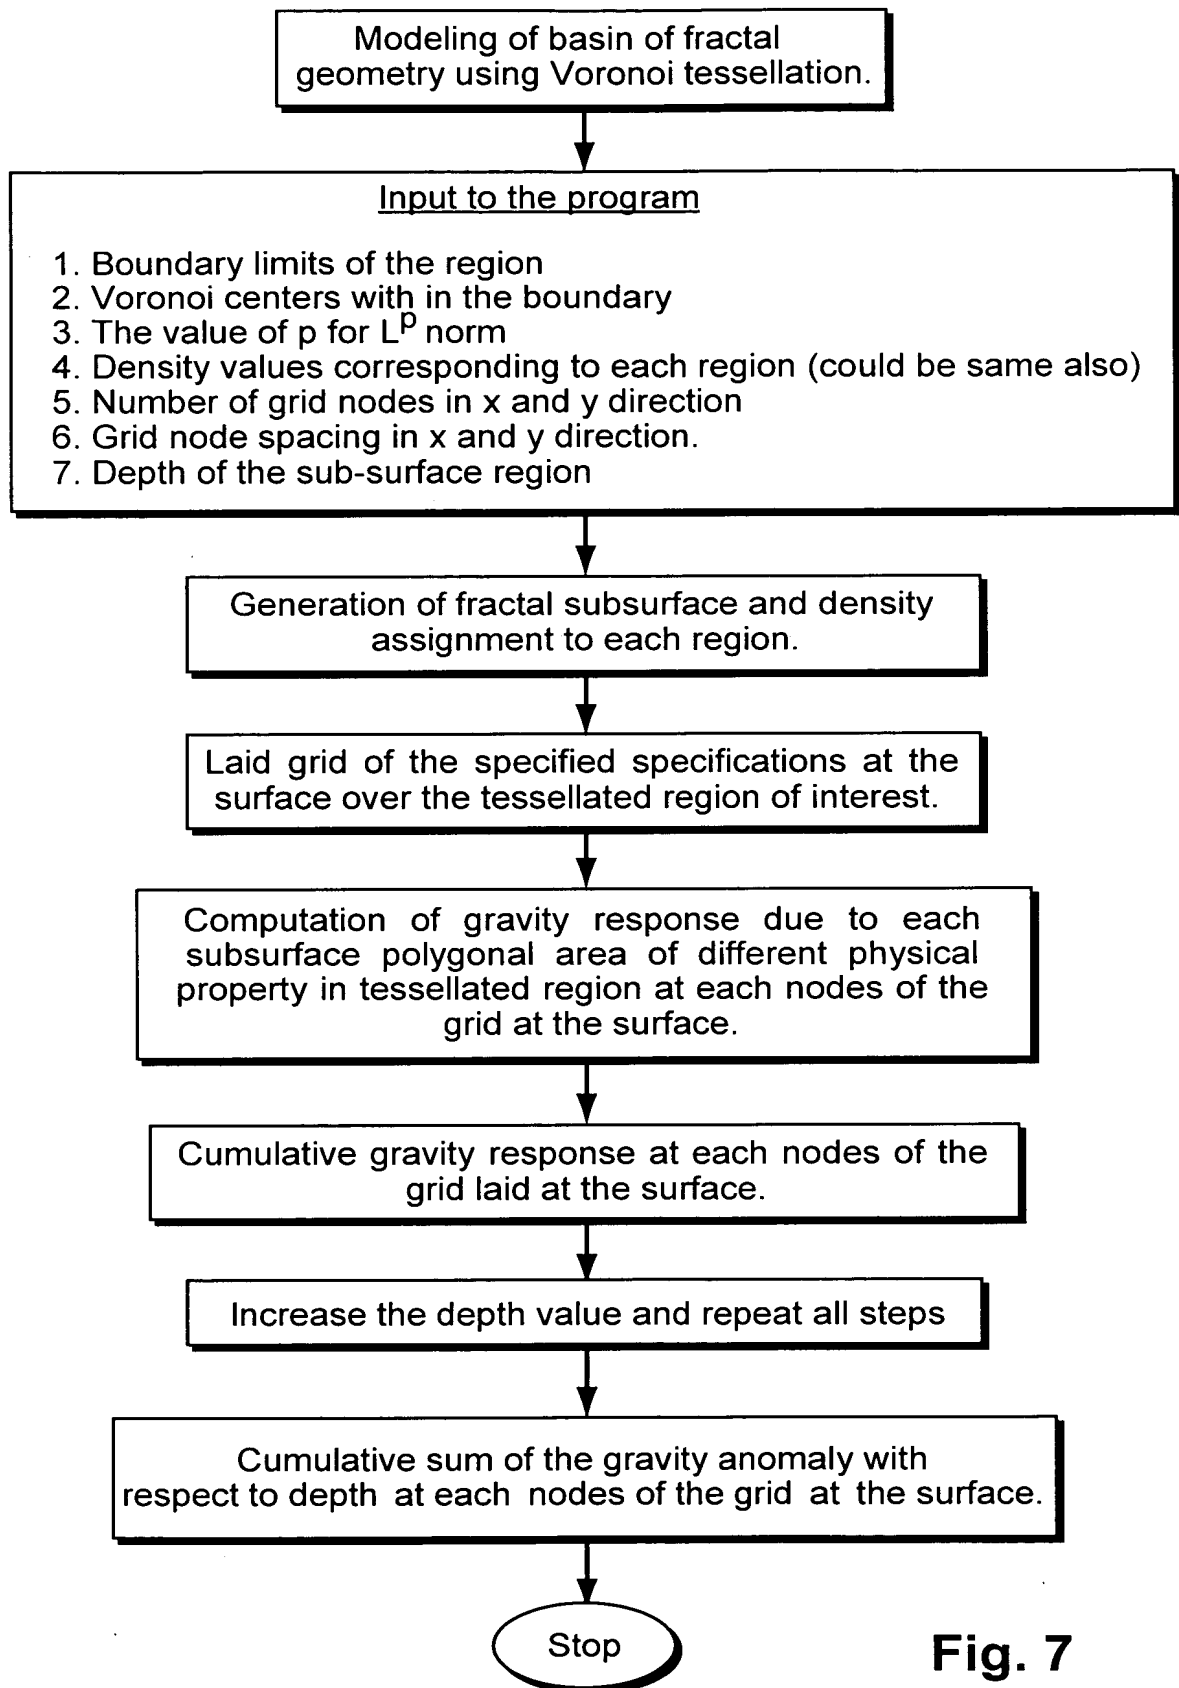 Modeling of basin of fractal
geometry using Voronoi tessellation.
Input to the program
1. Boundary limits of the region
2. Voronoi centers with in the boundary
3. The value of p for L^p norm
4. Density values corresponding to each region (could be same also)
5. Number of grid nodes in x and y direction
6. Grid node spacing in x and y direction.
7. Depth of the sub-surface region
Generation of fractal subsurface and density
assignment to each region.
Laid grid of the specified specifications at the
surface over the tessellated region of interest.
Computation of gravity response due to each
subsurface polygonal area of different physical
property in tessellated region at each nodes of the
grid at the surface.
Cumulative gravity response at each nodes of the
grid laid at the surface.
Increase the depth value and repeat all steps
Cumulative sum of the gravity anomaly with
respect to depth at each nodes of the grid at the surface.
Stop
Fig. 7